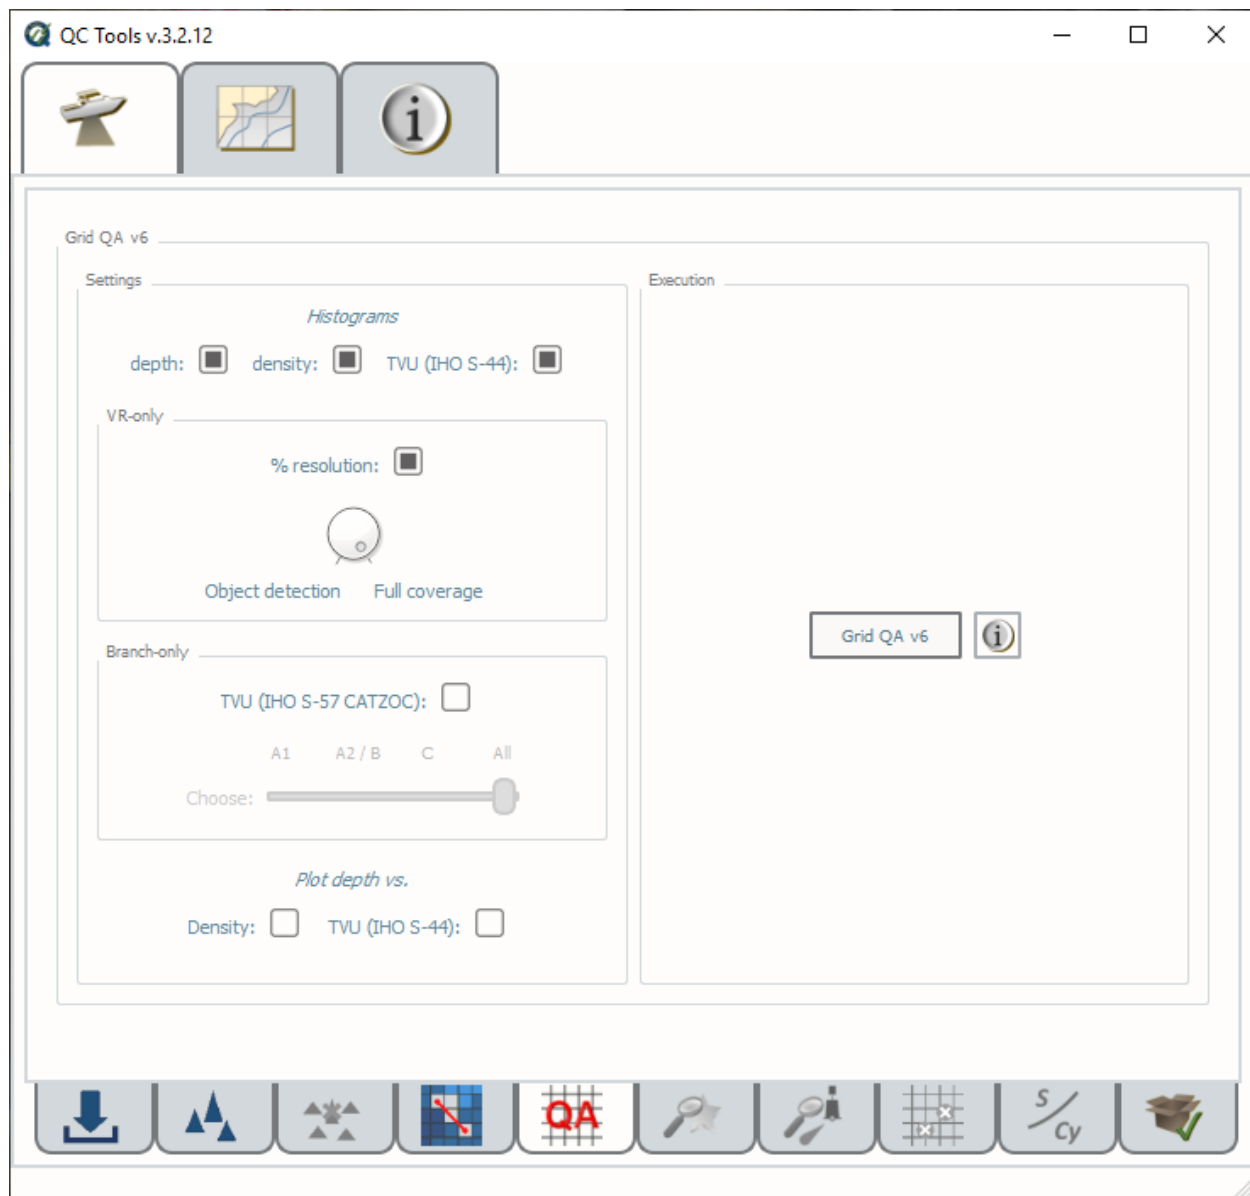 QC Tools v.3.2.12
Grid QA v6
Settings
Execution
Histograms
depth: density: TVU (IHO S-44):
VR-only
% resolution:
Object detection Full coverage
Grid QA v6
Branch-only
TVU (IHO S-57 CATZOC):
A1 A2 / B C All
Choose:
Plot depth vs.
Density: TVU (IHO S-44):
QA
S/Cy